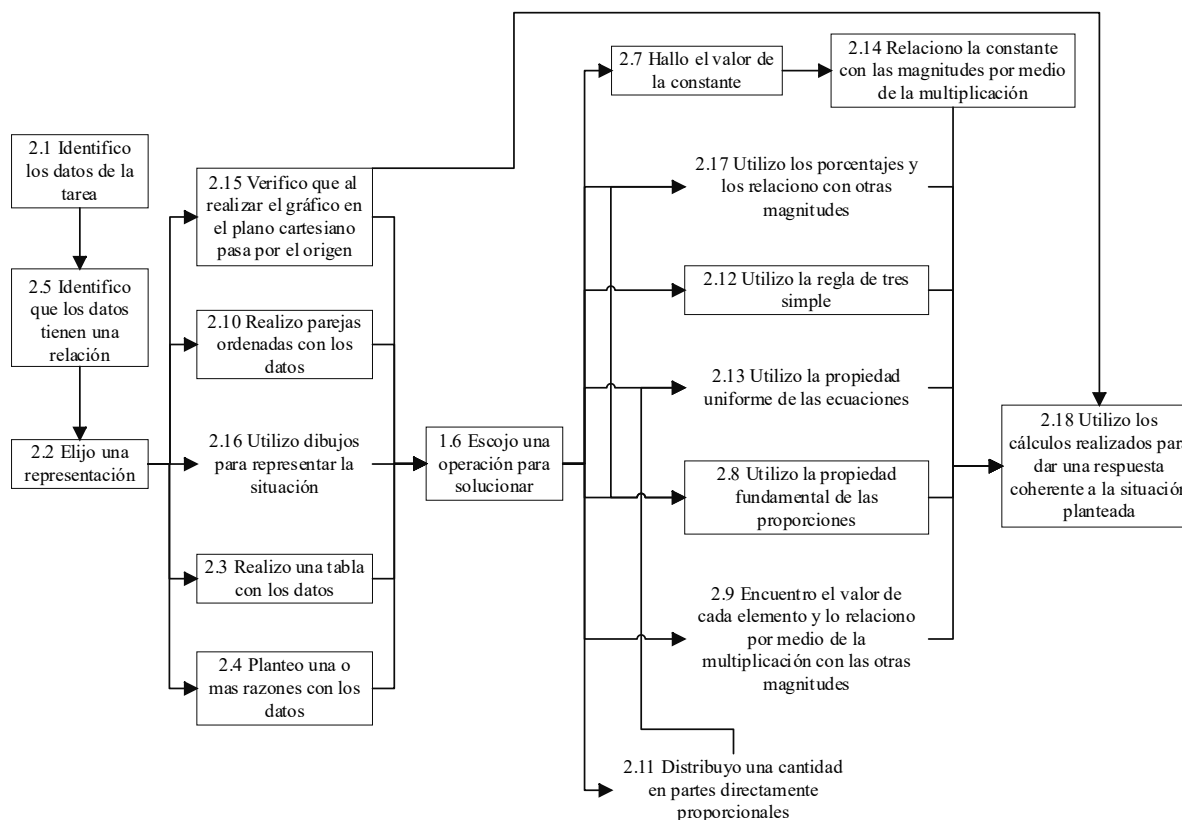 2.1 Identifico
los datos de la
tarea
2.5 Identifico
que los datos
tienen una
relación
2.2 Elijo una
representación
2.15 Verifico que al
realizar el gráfico en
el plano cartesiano
pasa por el origen
2.10 Realizo parejas
ordenadas con los
datos
2.16 Utilizo dibujos
para representar la
situación
2.3 Realizo una tabla
con los datos
2.4 Planteo una o
mas razones con los
datos
1.6 Escojo una
operación para
solucionar
2.7 Hallo el valor de
la constante
2.14 Relaciono la constante
con las magnitudes por medio
de la multiplicación
2.17 Utilizo los porcentajes y
los relaciono con otras
magnitudes
2.12 Utilizo la regla de tres
simple
2.13 Utilizo la propiedad
uniforme de las ecuaciones
2.8 Utilizo la propiedad
fundamental de las
proporciones
2.9 Encuentro el valor de
cada elemento y lo relaciono
por medio de la
multiplicación con las otras
magnitudes
2.11 Distribuyo una cantidad
en partes directamente
proporcionales
2.18 Utilizo los
cálculos realizados para
dar una respuesta
coherente a la situación
planteada